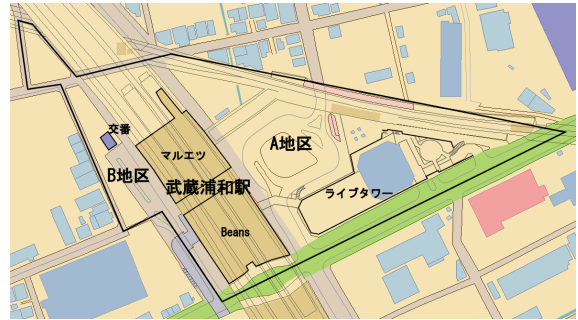 交番
マルエツ
A地区
B地区
武蔵浦和駅
ライブタワー
Beans